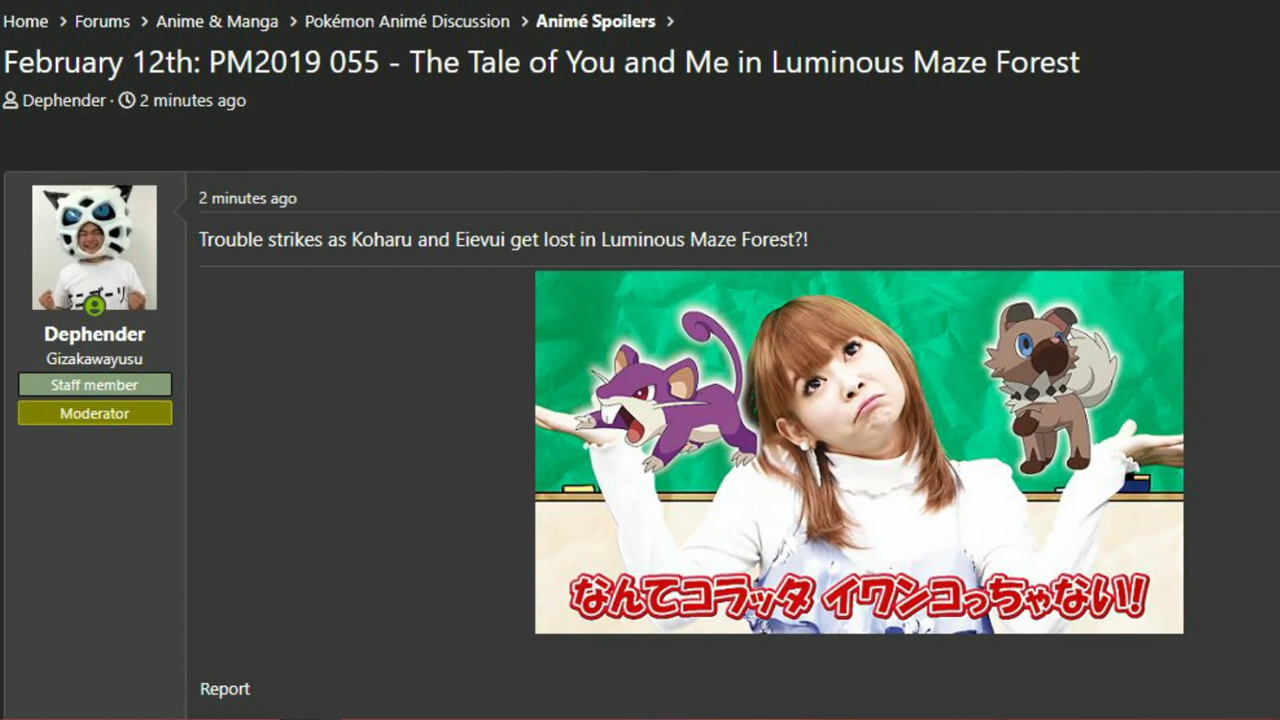 Home > Forums > Anime & Manga > Pokémon Animé Discussion > Animé Spoilers >
February 12th: PM2019 055 - The Tale of You and Me in Luminous Maze Forest
Dephender · 2 minutes ago
2 minutes ago
Trouble strikes as Koharu and Eievui get lost in Luminous Maze Forest?!
Dephender
Gizakawayusu
Staff member
Moderator
なんてコラッタ イワンコっちゃない!
Report